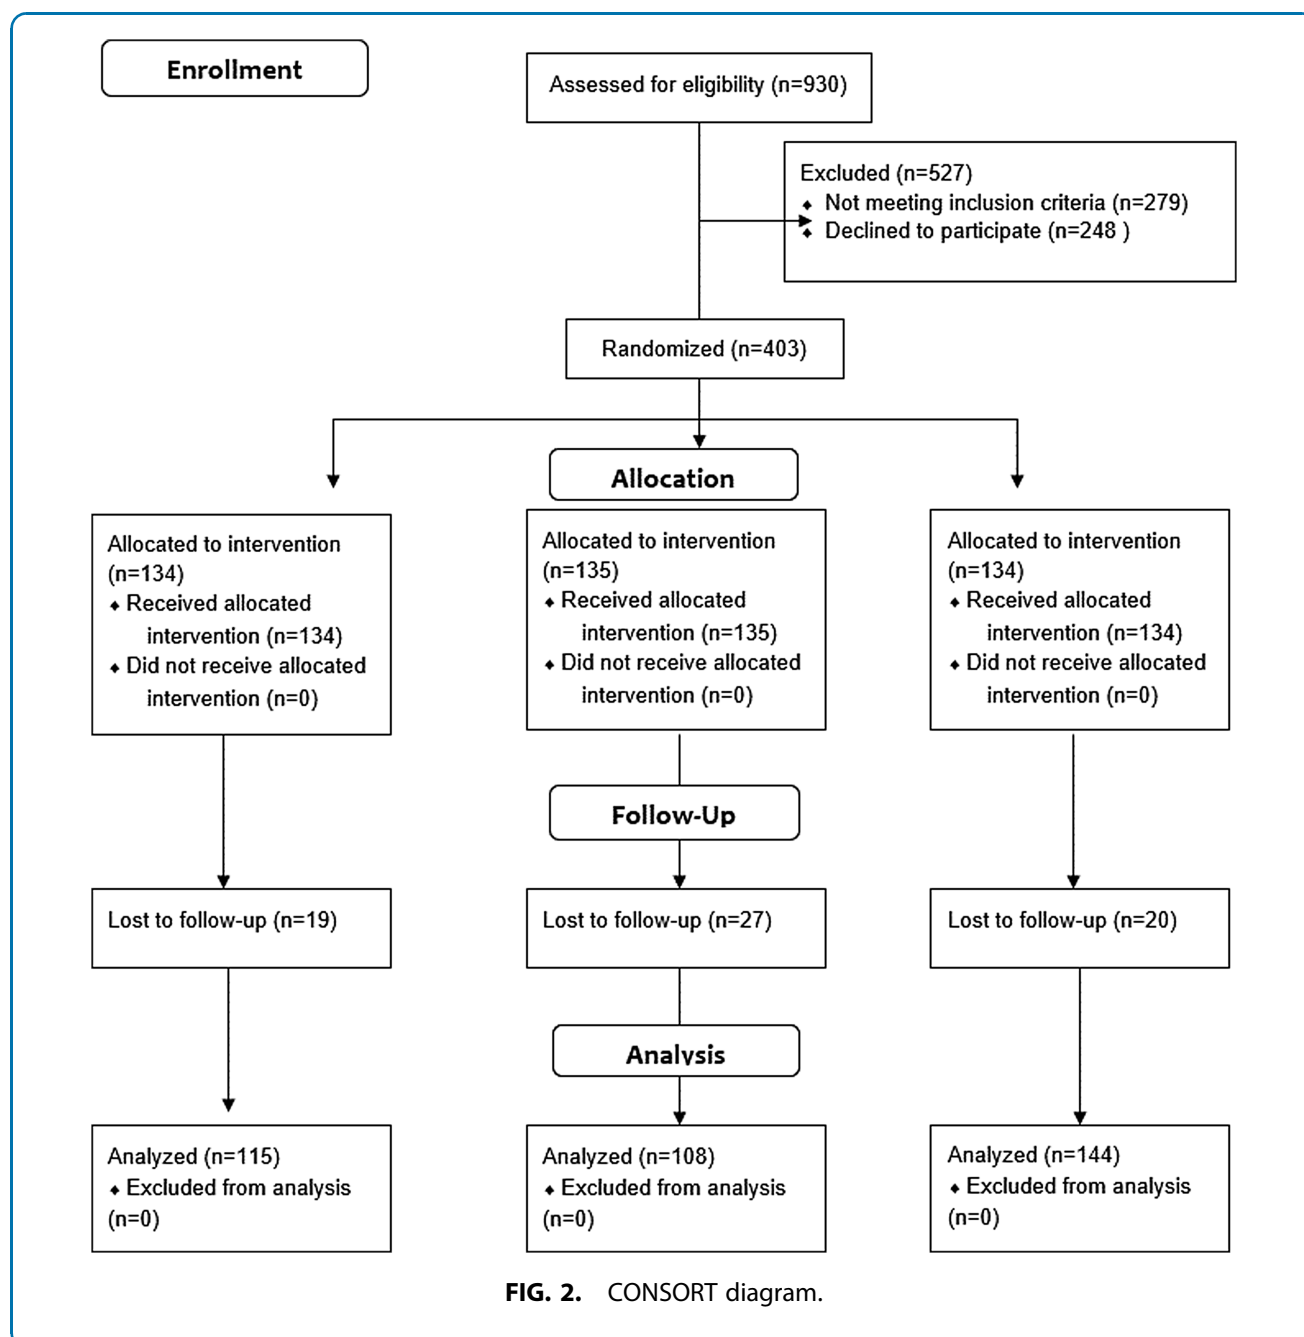 Enrollment
Assessed for eligibility (n=930)
Excluded (n=527)
♦ Not meeting inclusion criteria (n=279)
♦ Declined to participate (n=248 )
Randomized (n=403)
Allocation
Allocated to intervention
(n=134)
♦ Received allocated
intervention (n=134)
♦ Did not receive allocated
intervention (n=0)
Allocated to intervention
(n=135)
♦ Received allocated
intervention (n=135)
♦ Did not receive allocated
intervention (n=0)
Allocated to intervention
(n=134)
♦ Received allocated
intervention (n=134)
♦ Did not receive allocated
intervention (n=0)
Follow-Up
Lost to follow-up (n=19)
Lost to follow-up (n=27)
Lost to follow-up (n=20)
Analysis
Analyzed (n=115)
♦ Excluded from analysis
(n=0)
Analyzed (n=108)
♦ Excluded from analysis
(n=0)
Analyzed (n=144)
♦ Excluded from analysis
(n=0)
FIG. 2. CONSORT diagram.